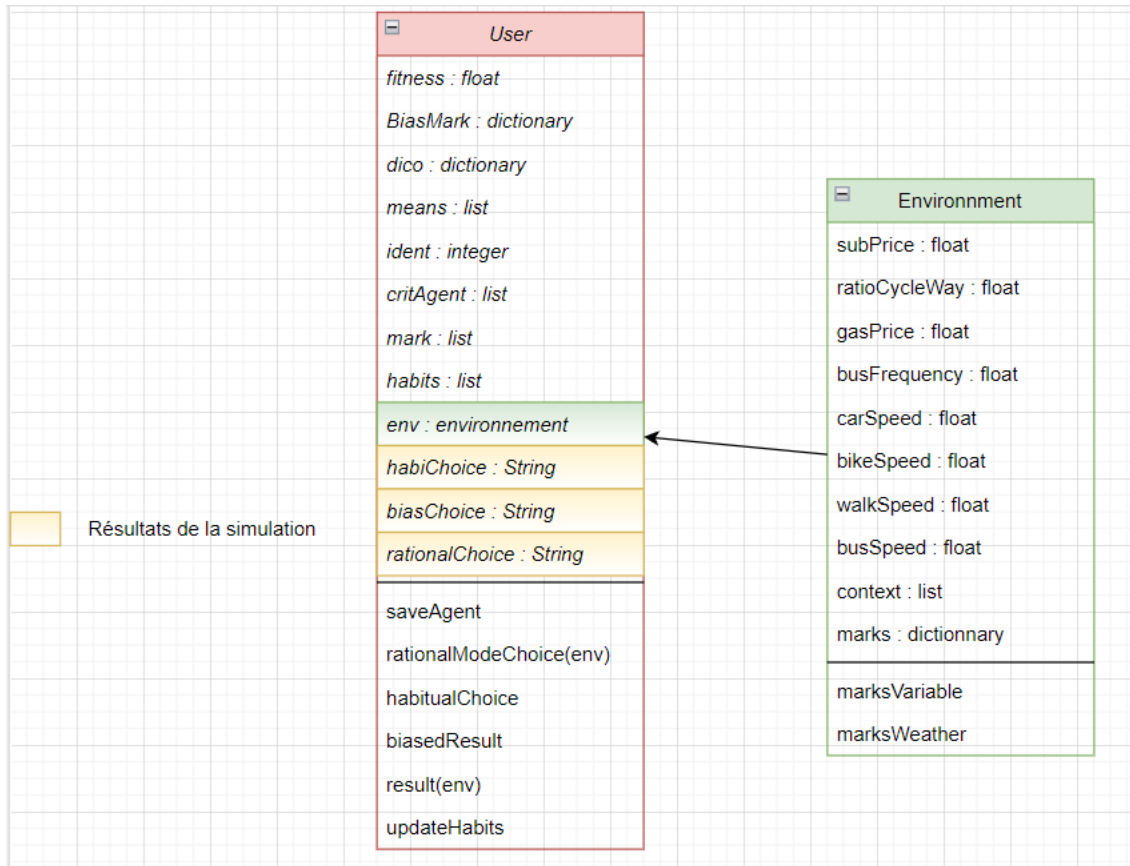 User
fitness : float
BiasMark : dictionary
dico : dictionary
means : list
ident : integer
critAgent : list
mark : list
habits : list
env : environnement
habiChoice : String
biasChoice : String
rationalChoice : String
saveAgent
rationalModeChoice(env)
habitualChoice
biasedResult
result(env)
updateHabits
Environnment
subPrice : float
ratioCycleWay : float
gasPrice : float
busFrequency : float
carSpeed : float
bikeSpeed : float
walkSpeed : float
busSpeed : float
context : list
marks : dictionnary
marksVariable
marksWeather
Résultats de la simulation